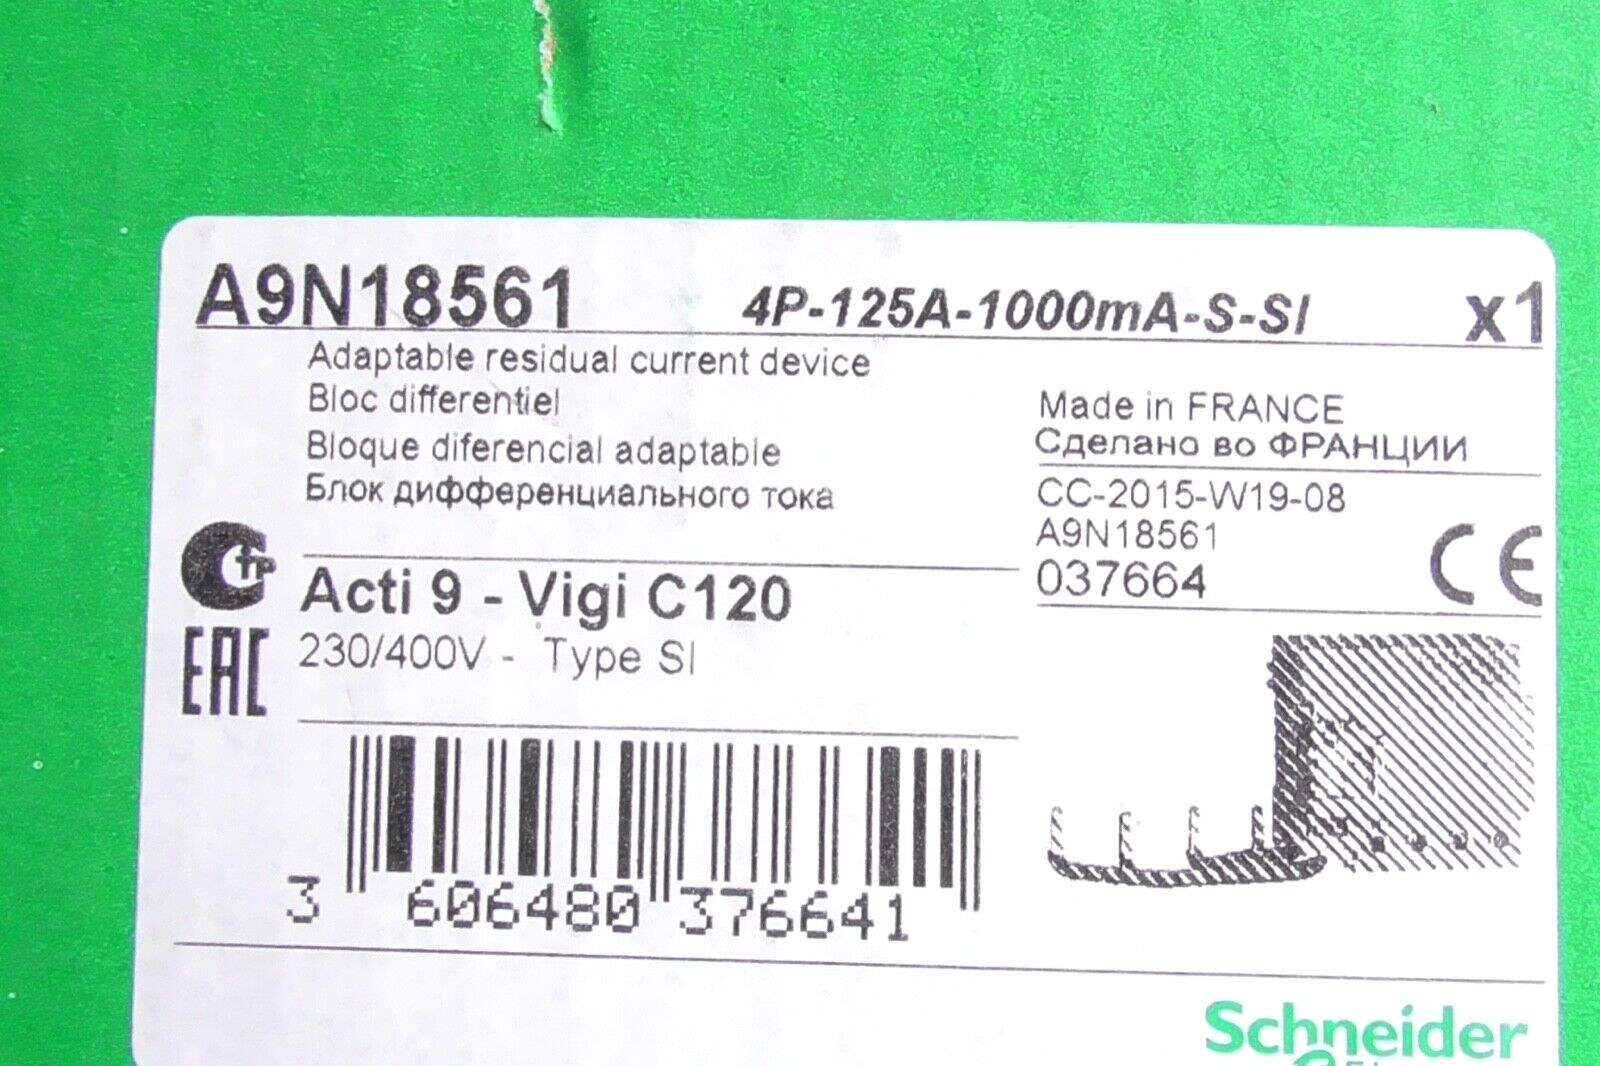 A9N18561 4P-125A-1000mA-S-SI x1
Adaptable residual current device
Bloc differentiel
Bloque diferencial adaptable
Блок дифференциального тока
Made in FRANCE
Сделано во ФРАНЦИИ
CC-2015-W19-08
A9N18561
037664
CE
TP
EAC
Acti 9 - Vigi C120
230/400V - Type SI
3 606480 376641
Schneider